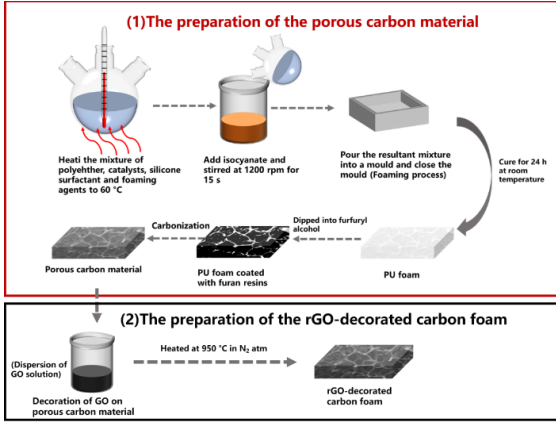 (1)The preparation of the porous carbon material
Heati the mixture of
polyehther, catalysts, silicone
surfactant and foaming
agents to 60 °C
Add isocyanate and
stirred at 1200 rpm for
15 s
Pour the resultant mixture
into a mould and close the
mould (Foaming process)
Cure for 24 h
at room
temperature
PU foam
Dipped into furfuryl
alcohol
PU foam coated
with furan resins
Carbonization
Porous carbon material
(2)The preparation of the rGO-decorated carbon foam
(Dispersion of
GO solution)
Decoration of GO on
porous carbon material
Heated at 950 °C in N₂ atm
rGO-decorated
carbon foam